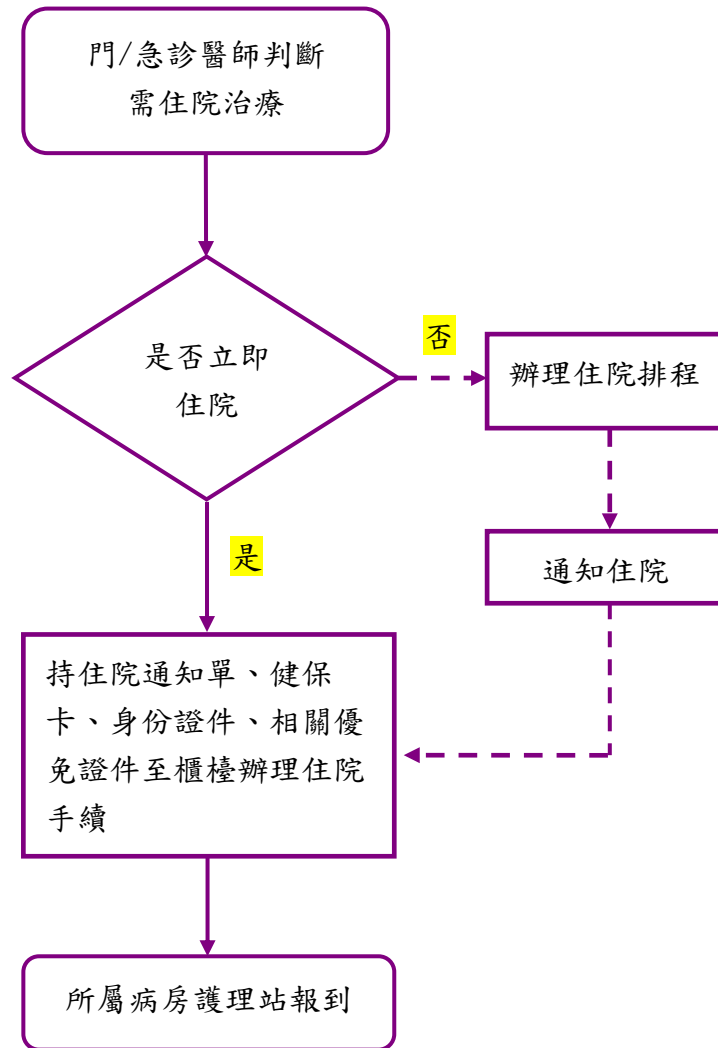 門/急診醫師判斷
需住院治療
是否立即
住院
否
辦理住院排程
通知住院
是
持住院通知單、健保
卡、身份證件、相關優
免證件至櫃檯辦理住院
手續
所屬病房護理站報到